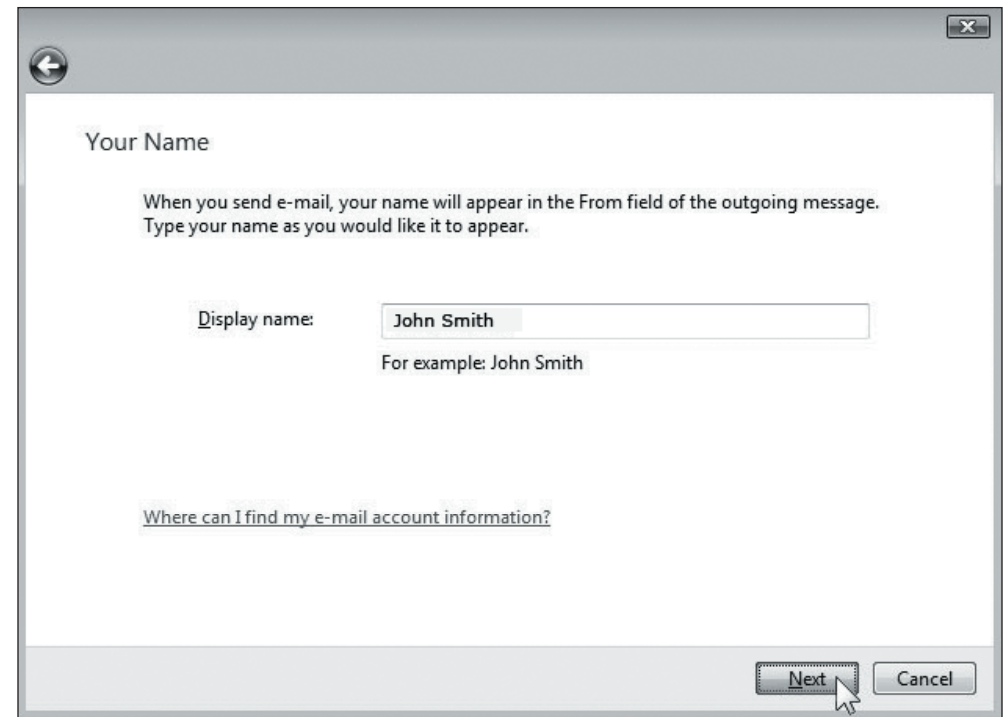 Your Name
When you send e-mail, your name will appear in the From field of the outgoing message.
Type your name as you would like it to appear.
Display name: John Smith
For example: John Smith
Where can I find my e-mail account information?
Next Cancel